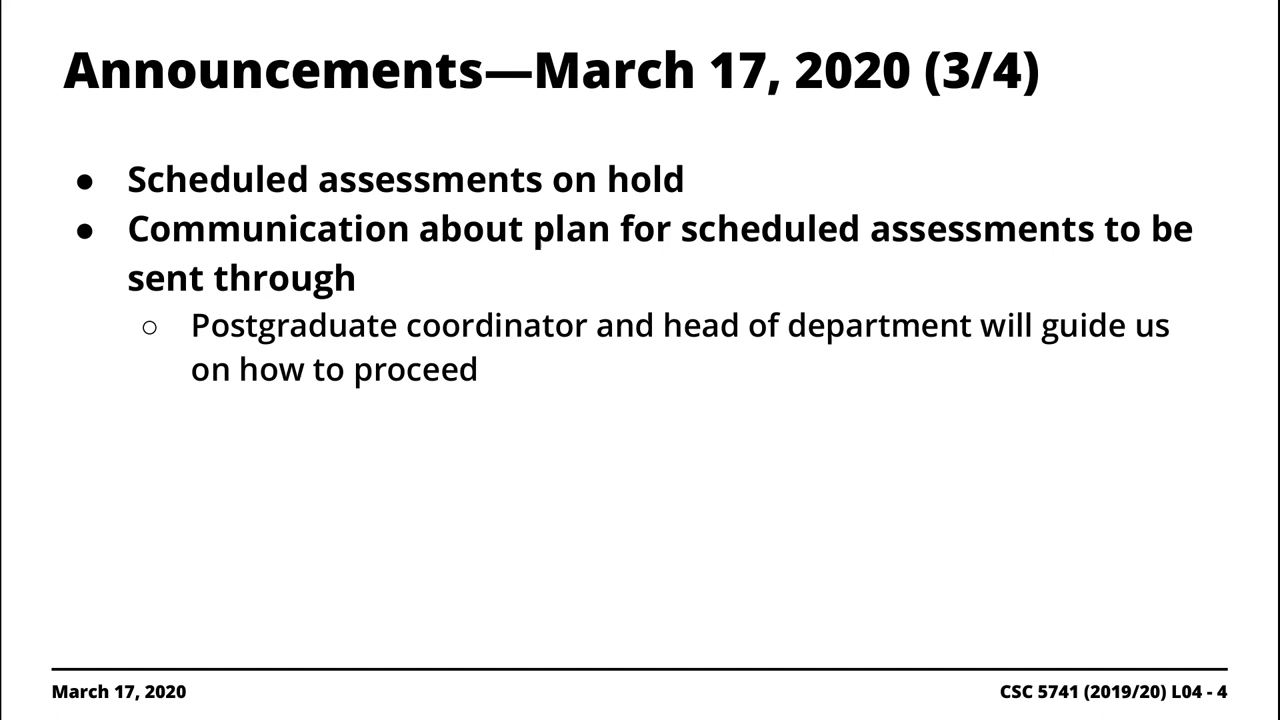 Announcements—March 17, 2020 (3/4)
● Scheduled assessments on hold
● Communication about plan for scheduled assessments to be
sent through
○ Postgraduate coordinator and head of department will guide us
on how to proceed
March 17, 2020
CSC 5741 (2019/20) L04 - 4